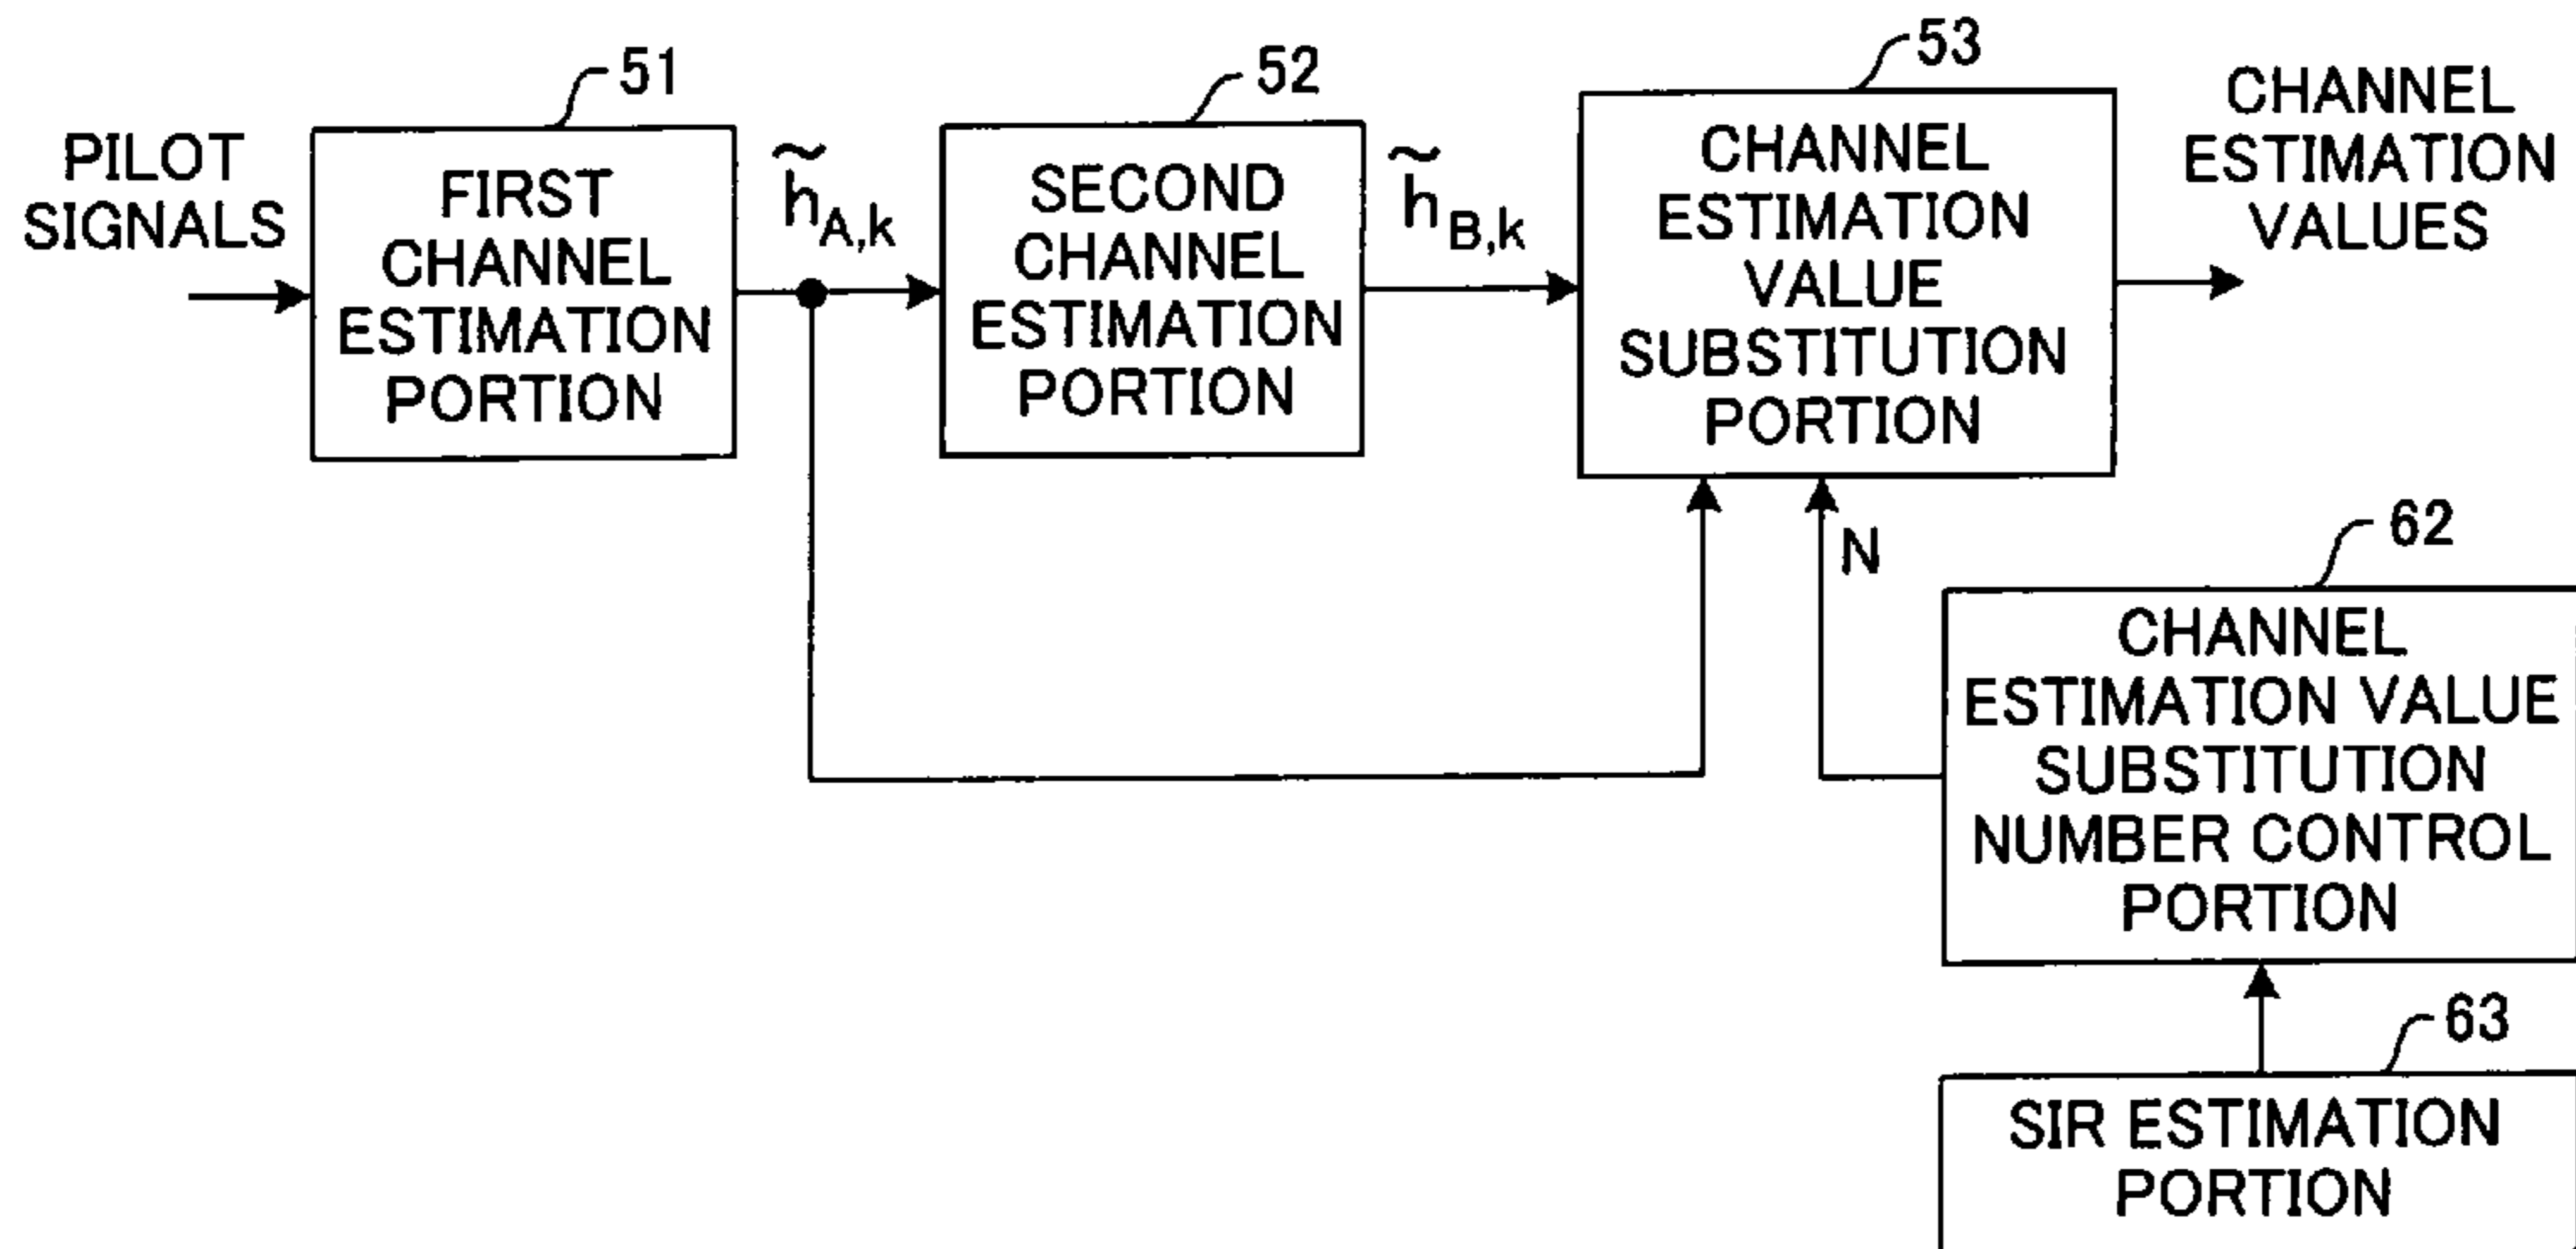 PILOT
SIGNALS
51
FIRST
CHANNEL
ESTIMATION
PORTION
h̃A,k
52
SECOND
CHANNEL
ESTIMATION
PORTION
h̃B,k
53
CHANNEL
ESTIMATION
VALUE
SUBSTITUTION
PORTION
CHANNEL
ESTIMATION
VALUES
N
62
CHANNEL
ESTIMATION VALUE
SUBSTITUTION
NUMBER CONTROL
PORTION
63
SIR ESTIMATION
PORTION